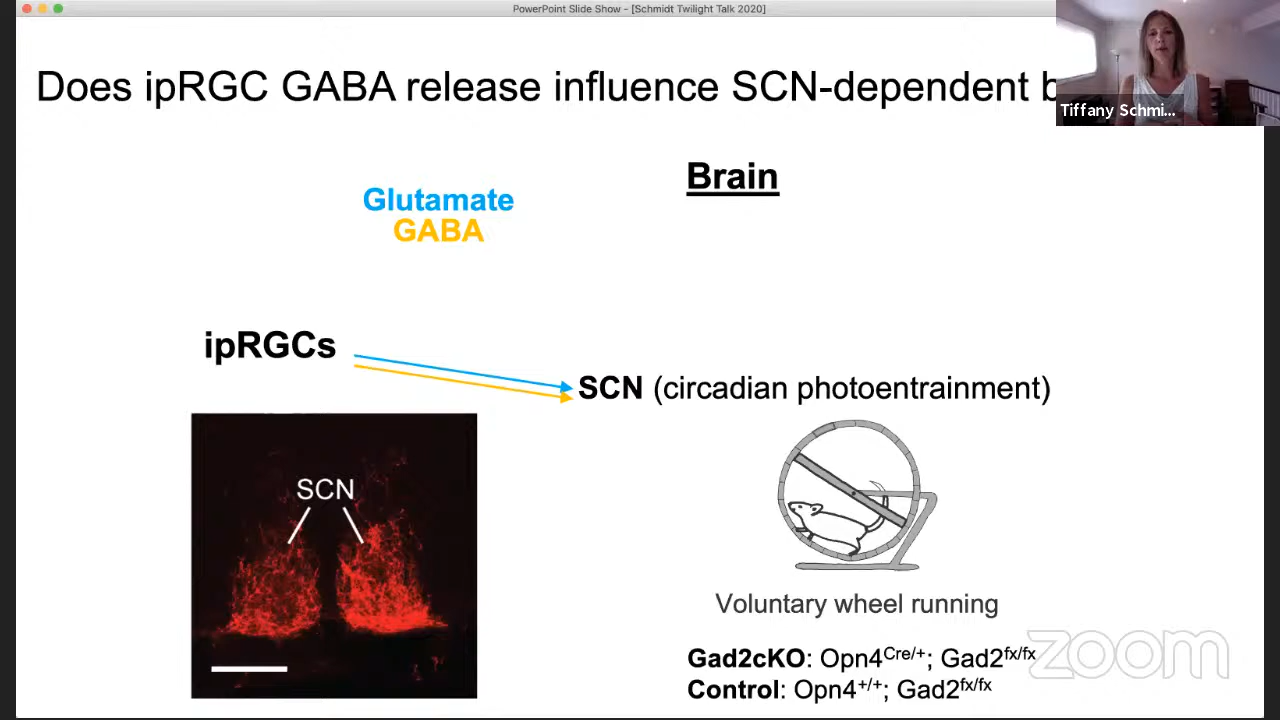 PowerPoint Slide Show - [Schmidt Twilight Talk 2020]
Does ipRGC GABA release influence SCN-dependent b
Tiffany Schmi...
Brain
Glutamate
GABA
ipRGCs
SCN (circadian photoentrainment)
SCN
Voluntary wheel running
Gad2cKO: Opn4Cre/+; Gad2fx/fx
Control: Opn4+/+; Gad2fx/fx
zoom